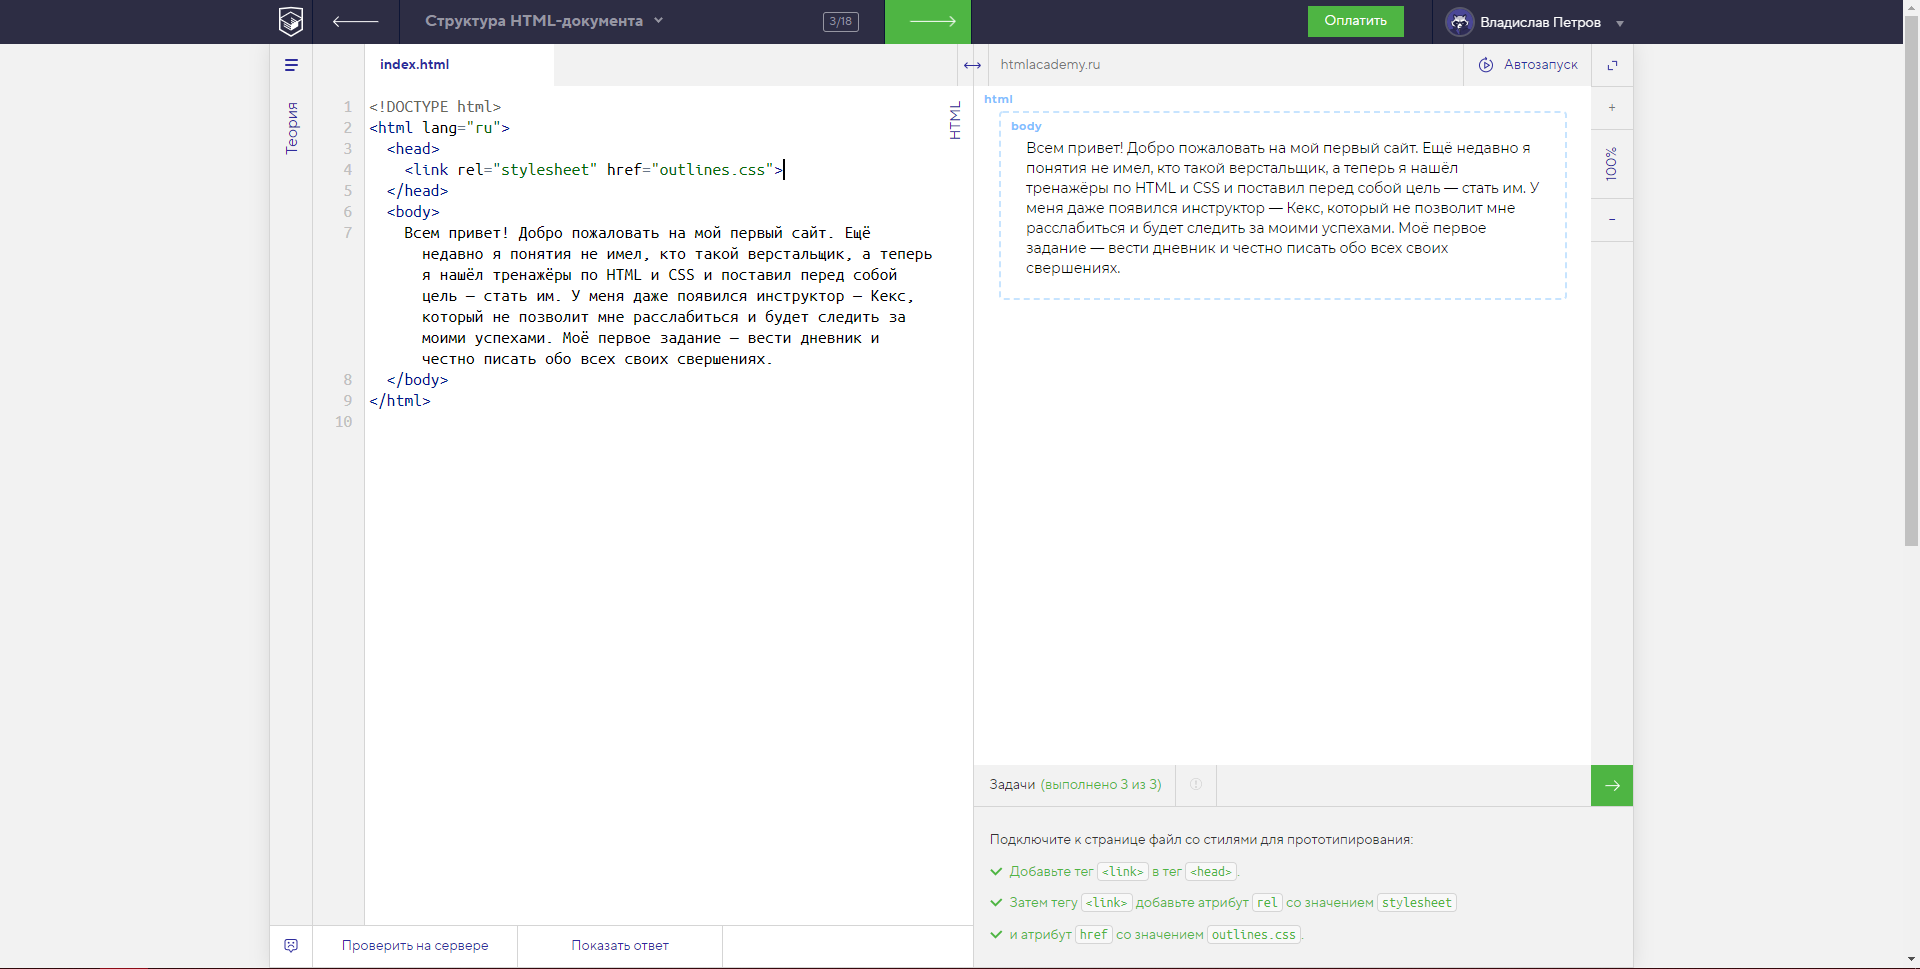 Структура HTML-документа
3/18
Оплатить
Владислав Петров
index.html
htmlacademy.ru
Автозапуск
Теория
1 <!DOCTYPE html>
2 <html lang="ru">
3 <head>
4 <link rel="stylesheet" href="outlines.css">
5 </head>
6 <body>
7 Всем привет! Добро пожаловать на мой первый сайт. Ещё
недавно я понятия не имел, кто такой верстальщик, а теперь
я нашёл тренажёры по HTML и CSS и поставил перед собой
цель — стать им. У меня даже появился инструктор — Кекс,
который не позволит мне расслабиться и будет следить за
моими успехами. Моё первое задание — вести дневник и
честно писать обо всех своих свершениях.
8 </body>
9 </html>
10
HTML
html
body
Всем привет! Добро пожаловать на мой первый сайт. Ещё недавно я
понятия не имел, кто такой верстальщик, а теперь я нашёл
тренажёры по HTML и CSS и поставил перед собой цель — стать им. У
меня даже появился инструктор — Кекс, который не позволит мне
расслабиться и будет следить за моими успехами. Моё первое
задание — вести дневник и честно писать обо всех своих
свершениях.
+
100%
−
Задачи (выполнено 3 из 3)
Подключите к странице файл со стилями для прототипирования:
Добавьте тег <link> в тег <head>.
Затем тегу <link> добавьте атрибут rel со значением stylesheet
и атрибут href со значением outlines.css.
Проверить на сервере
Показать ответ